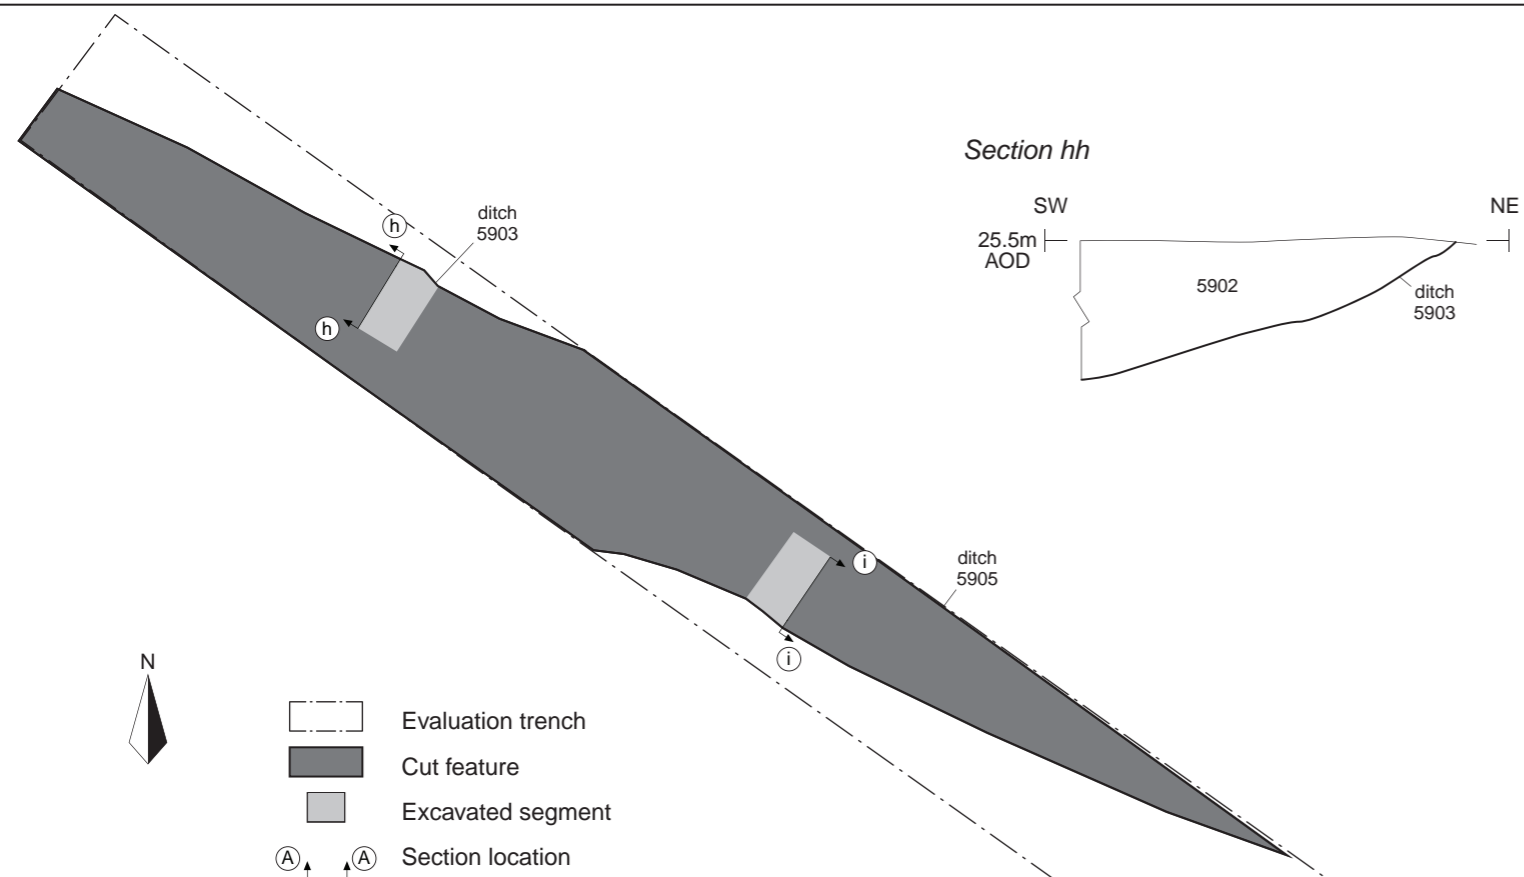 Section hh
SW
NE
25.5m
AOD
5902
ditch
5903
h
ditch
5903
h
i
ditch
5905
i
N
Evaluation trench
Cut feature
Excavated segment
A A Section location